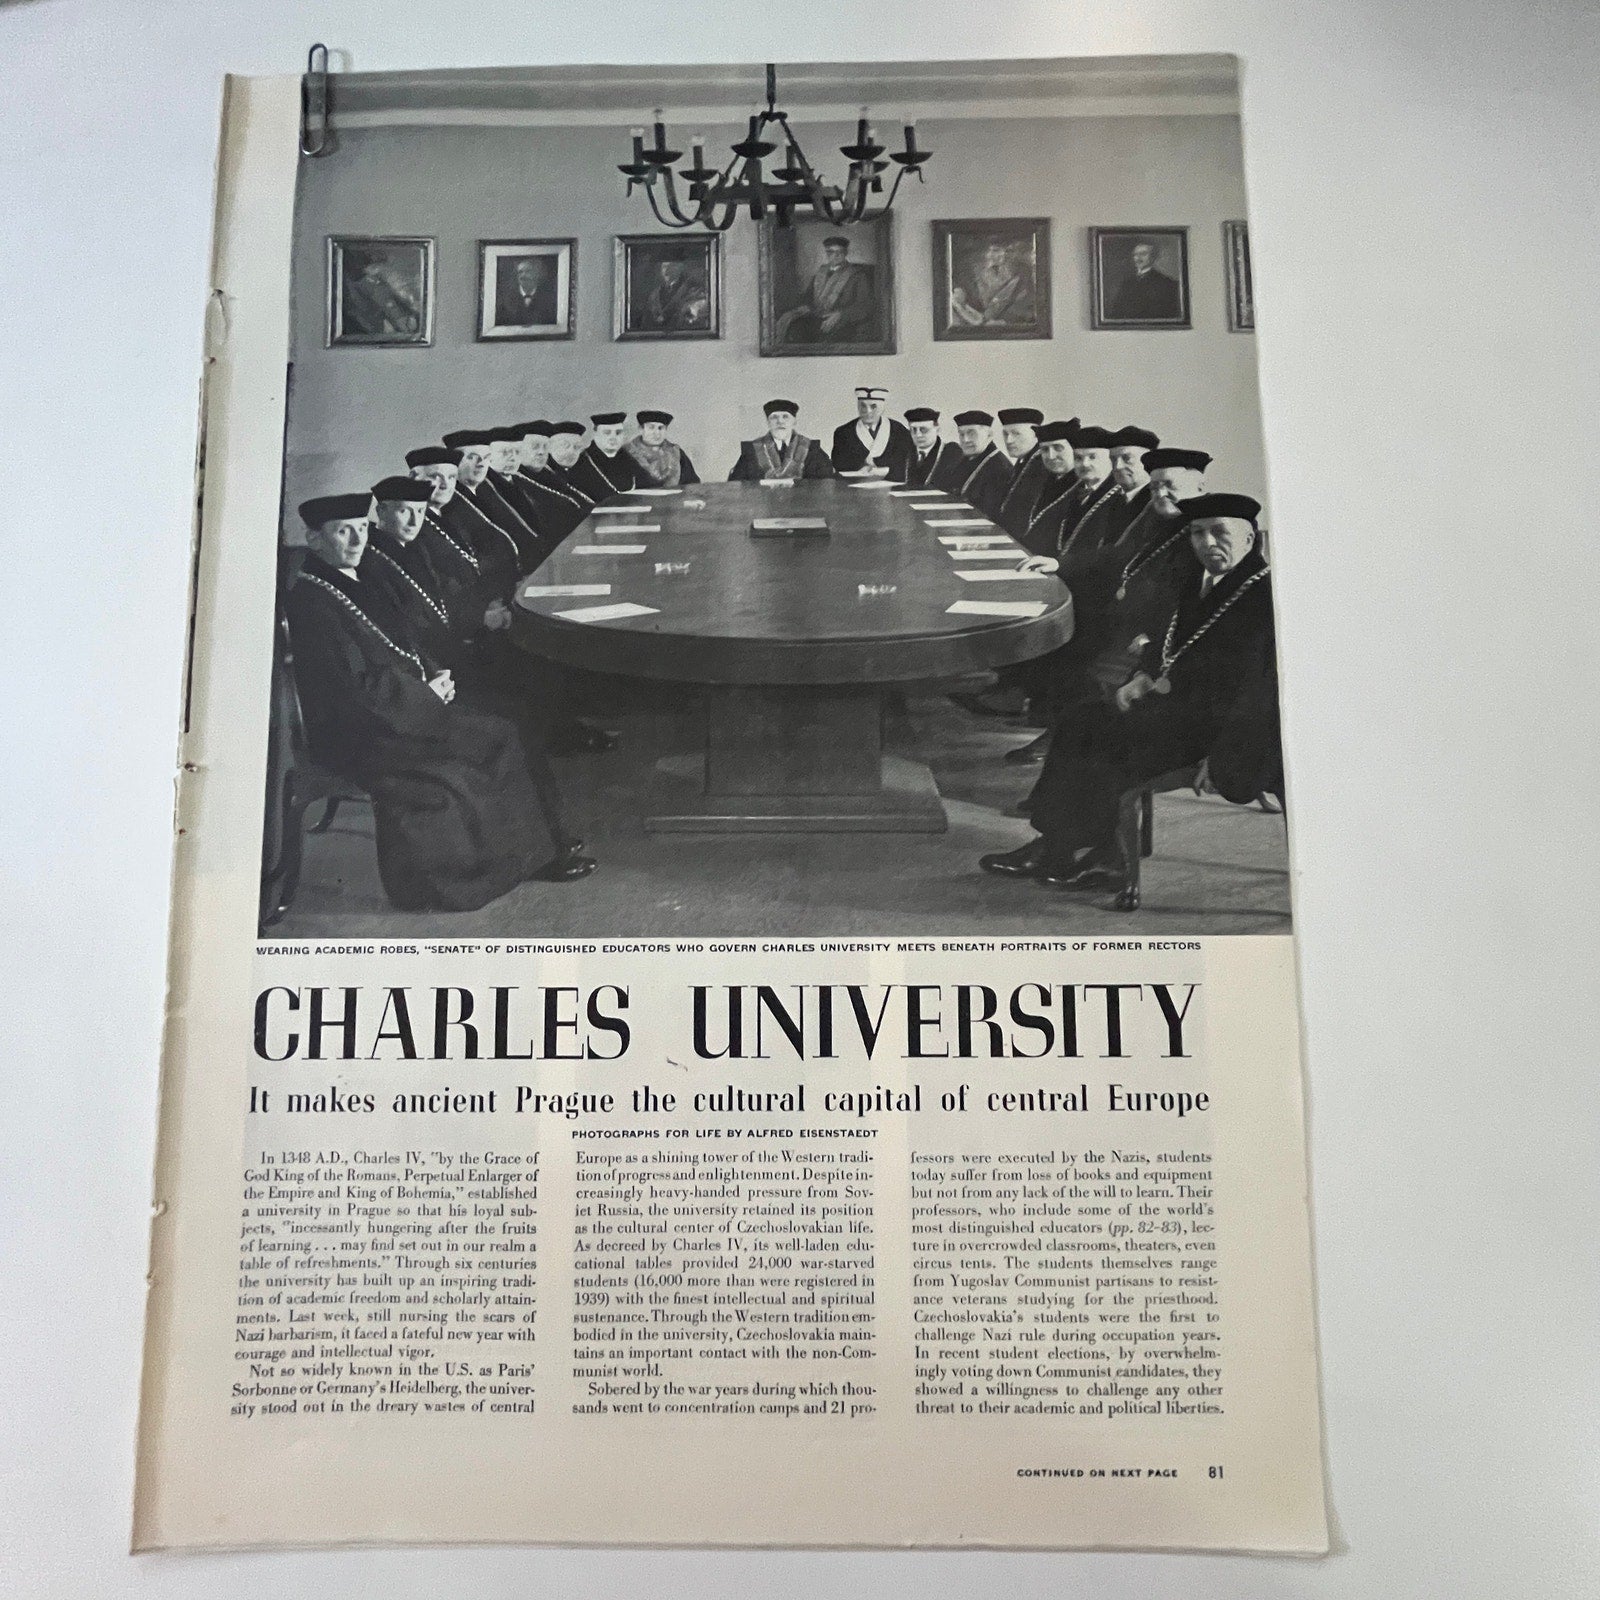 WEARING ACADEMIC ROBES, "SENATE" OF DISTINGUISHED EDUCATORS WHO GOVERN CHARLES UNIVERSITY MEETS BENEATH PORTRAITS OF FORMER RECTORS
CHARLES UNIVERSITY
It makes ancient Prague the cultural capital of central Europe
PHOTOGRAPHS FOR LIFE BY ALFRED EISENSTAEDT
In 1348 A.D., Charles IV, "by the Grace of
God King of the Romans, Perpetual Enlarger of
the Empire and King of Bohemia," established
a university in Prague so that his loyal sub-
jects, "incessantly hungering after the fruits
of learning . . . may find set out in our realm a
table of refreshments." Through six centuries
the university has built up an inspiring tradi-
tion of academic freedom and scholarly attain-
ments. Last week, still nursing the scars of
Nazi barbarism, it faced a fateful new year with
courage and intellectual vigor.
Not so widely known in the U.S. as Paris'
Sorbonne or Germany's Heidelberg, the univer-
sity stood out in the dreary wastes of central
Europe as a shining tower of the Western tradi-
tion of progress and enlightenment. Despite in-
creasingly heavy-handed pressure from Sov-
iet Russia, the university retained its position
as the cultural center of Czechoslovakian life.
As decreed by Charles IV, its well-laden edu-
cational tables provided 24,000 war-starved
students (16,000 more than were registered in
1939) with the finest intellectual and spiritual
sustenance. Through the Western tradition em-
bodied in the university, Czechoslovakia main-
tains an important contact with the non-Com-
munist world.
Sobered by the war years during which thou-
sands went to concentration camps and 21 pro-
fessors were executed by the Nazis, students
today suffer from loss of books and equipment
but not from any lack of the will to learn. Their
professors, who include some of the world's
most distinguished educators (pp. 82-83), lec-
ture in overcrowded classrooms, theaters, even
circus tents. The students themselves range
from Yugoslav Communist partisans to resist-
ance veterans studying for the priesthood.
Czechoslovakia's students were the first to
challenge Nazi rule during occupation years.
In recent student elections, by overwhelm-
ingly voting down Communist candidates, they
showed a willingness to challenge any other
threat to their academic and political liberties.
CONTINUED ON NEXT PAGE 81